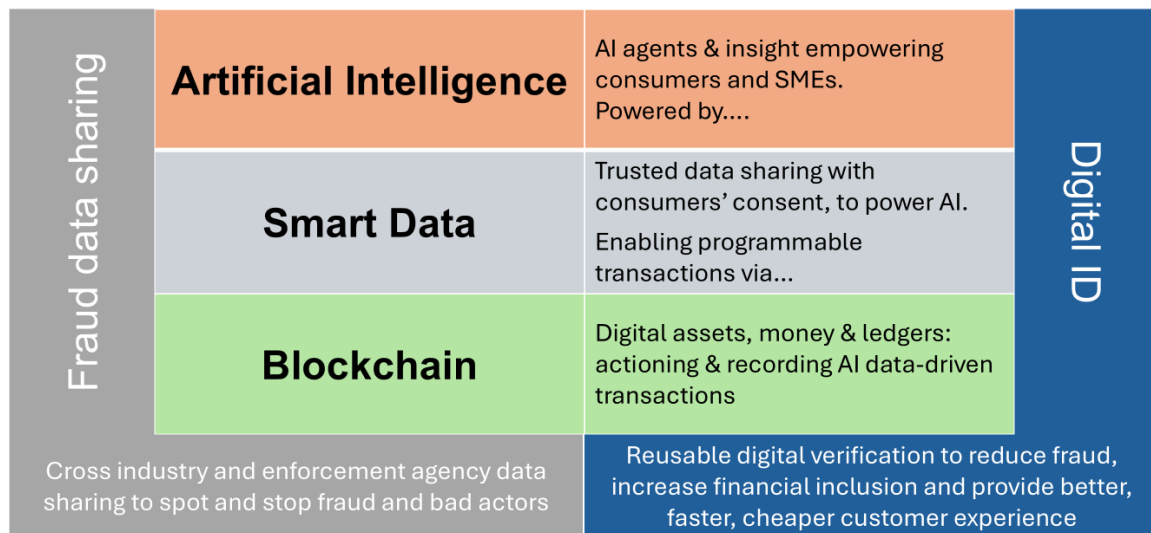 Fraud data sharing
Artificial Intelligence
AI agents & insight empowering
consumers and SMEs.
Powered by....
Smart Data
Trusted data sharing with
consumers’ consent, to power AI.
Enabling programmable
transactions via...
Blockchain
Digital assets, money & ledgers:
actioning & recording AI data-driven
transactions
Digital ID
Cross industry and enforcement agency data
sharing to spot and stop fraud and bad actors
Reusable digital verification to reduce fraud,
increase financial inclusion and provide better,
faster, cheaper customer experience